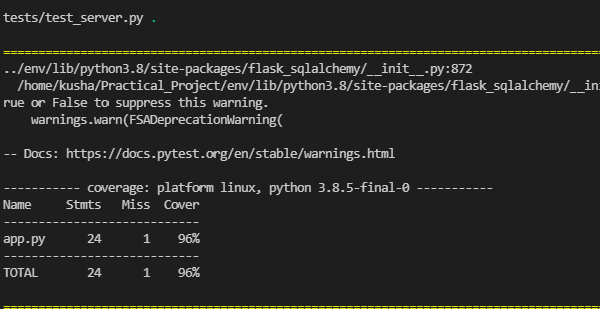 tests/test_server.py .
================================================================================
../env/lib/python3.8/site-packages/flask_sqlalchemy/__init__.py:872
/home/kusha/Practical_Project/env/lib/python3.8/site-packages/flask_sqlalchemy/__ini
rue or False to suppress this warning.
warnings.warn(FSADeprecationWarning(
-- Docs: https://docs.pytest.org/en/stable/warnings.html
----------- coverage: platform linux, python 3.8.5-final-0 -----------
Name     Stmts   Miss  Cover
----------------------------
app.py      24      1    96%
----------------------------
TOTAL       24      1    96%
================================================================================